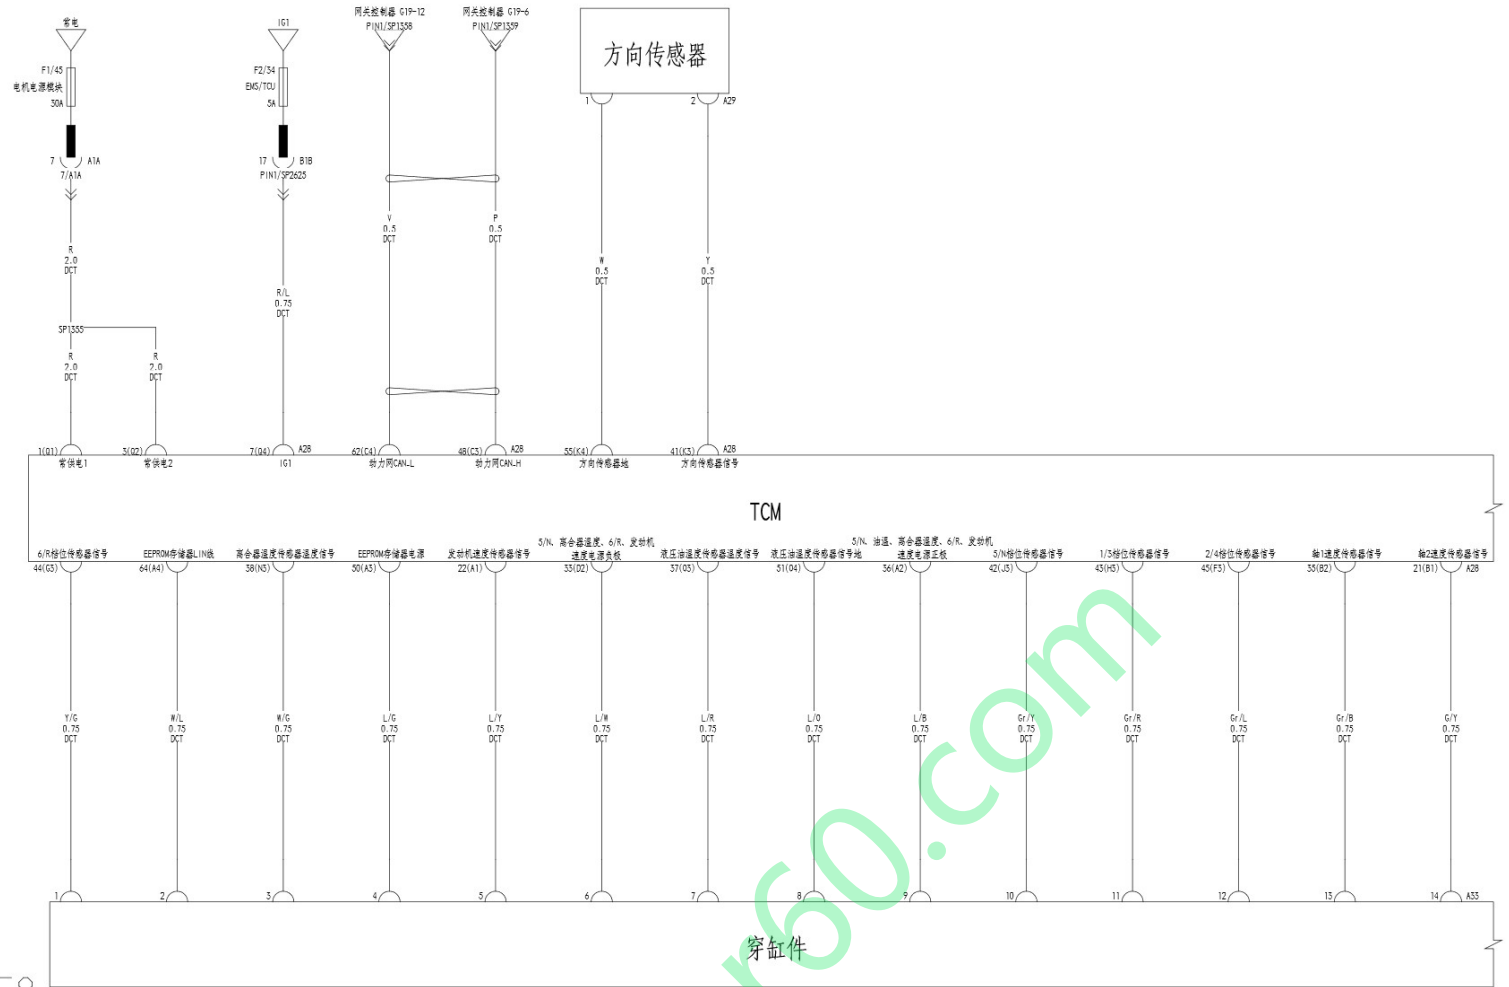 常电
IG1
网关控制器 G19-12
PIN1/SP1358
网关控制器 G19-6
PIN1/SP1359
方向传感器
F1/45
电机电源模块
30A
F2/34
EMS/TCU
5A
1
2
A29
7
A1A
7/A1A
17
B1B
PIN1/SP2625
V
0.5
DCT
P
0.5
DCT
R
2.0
DCT
W
0.5
DCT
Y
0.5
DCT
R/L
0.75
DCT
SP1355
R
2.0
DCT
R
2.0
DCT
1(Q1)
3(Q2)
7(Q4)
A28
62(C4)
48(C3)
A28
55(K4)
41(K3)
A28
常供电1
常供电2
IG1
动力网CAN_L
动力网CAN_H
方向传感器地
方向传感器信号
TCM
6/R档位传感器信号
EEPROM存储器LIN线
离合器温度传感器温度信号
EEPROM存储器电源
发动机速度传感器信号
5/N、离合器温度、6/R、发动机
速度电源负极
液压油温度传感器温度信号
液压油温度传感器信号地
5/N、油温、离合器温度、6/R、发动机
速度电源正极
5/N档位传感器信号
1/3档位传感器信号
2/4档位传感器信号
轴1速度传感器信号
轴2速度传感器信号
44(G3)
64(A4)
38(N3)
50(A3)
22(A1)
33(D2)
37(O3)
51(O4)
36(A2)
42(J3)
43(H3)
45(F3)
35(B2)
21(B1)
A28
Y/G
0.75
DCT
W/L
0.75
DCT
W/G
0.75
DCT
L/G
0.75
DCT
L/Y
0.75
DCT
L/W
0.75
DCT
L/R
0.75
DCT
L/O
0.75
DCT
L/B
0.75
DCT
Gr/Y
0.75
DCT
Gr/R
0.75
DCT
Gr/L
0.75
DCT
Gr/B
0.75
DCT
G/Y
0.75
DCT
1
2
3
4
5
6
7
8
9
10
11
12
13
14
A33
穿缸件
r60.com